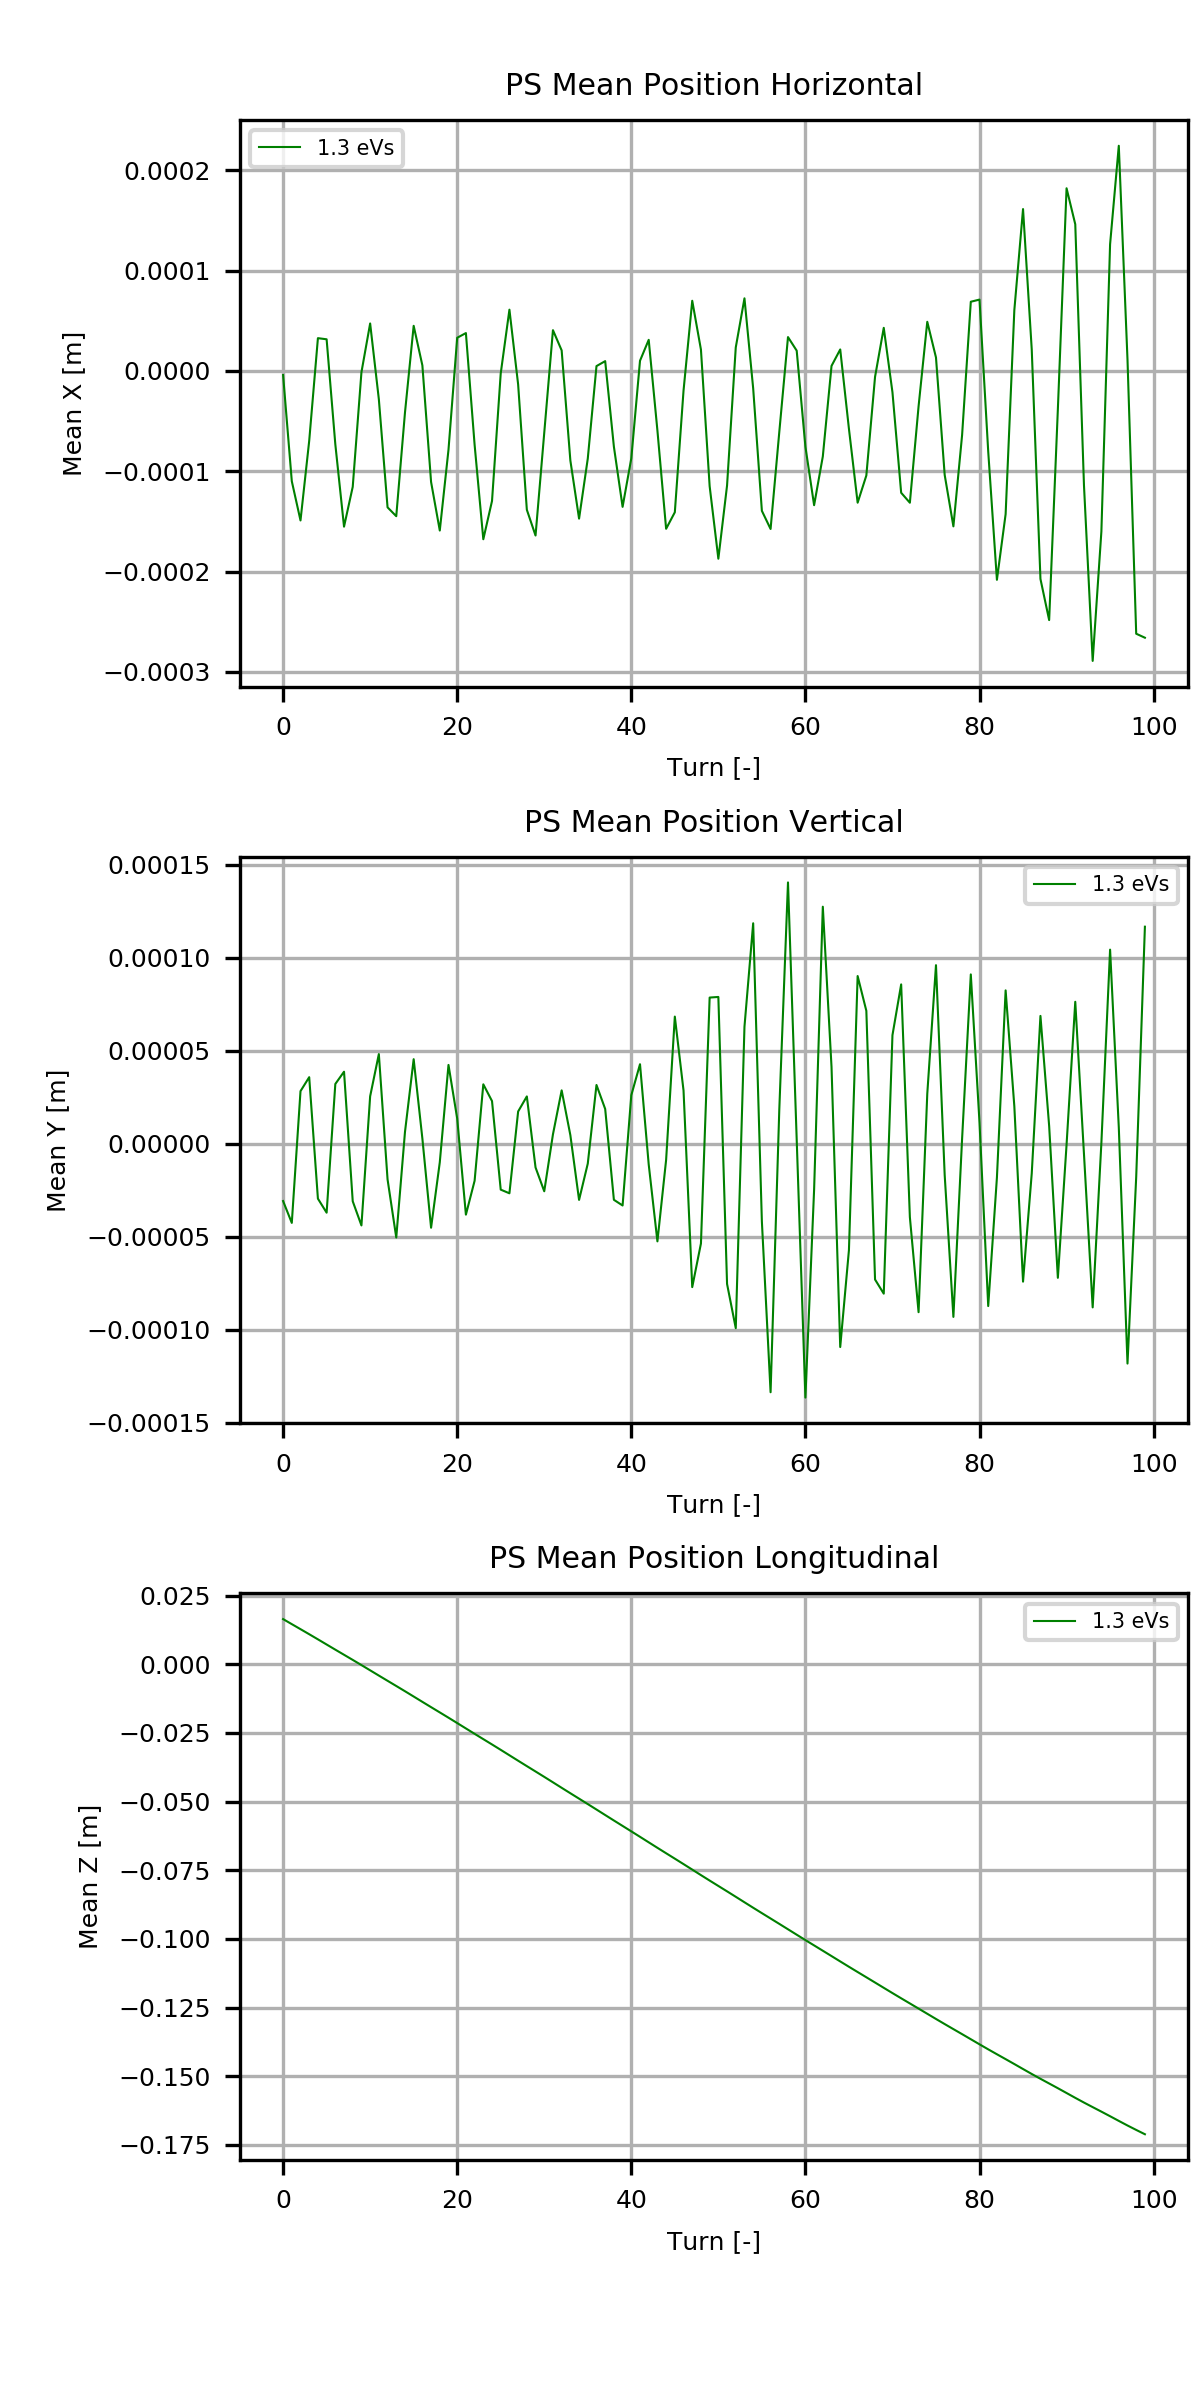 PS Mean Position Horizontal
1.3 eVs
0.0002
0.0001
0.0000
−0.0001
−0.0002
−0.0003
Mean X [m]
0 20 40 60 80 100
Turn [-]
PS Mean Position Vertical
1.3 eVs
0.00015
0.00010
0.00005
0.00000
−0.00005
−0.00010
−0.00015
Mean Y [m]
0 20 40 60 80 100
Turn [-]
PS Mean Position Longitudinal
1.3 eVs
0.025
0.000
−0.025
−0.050
−0.075
−0.100
−0.125
−0.150
−0.175
Mean Z [m]
0 20 40 60 80 100
Turn [-]